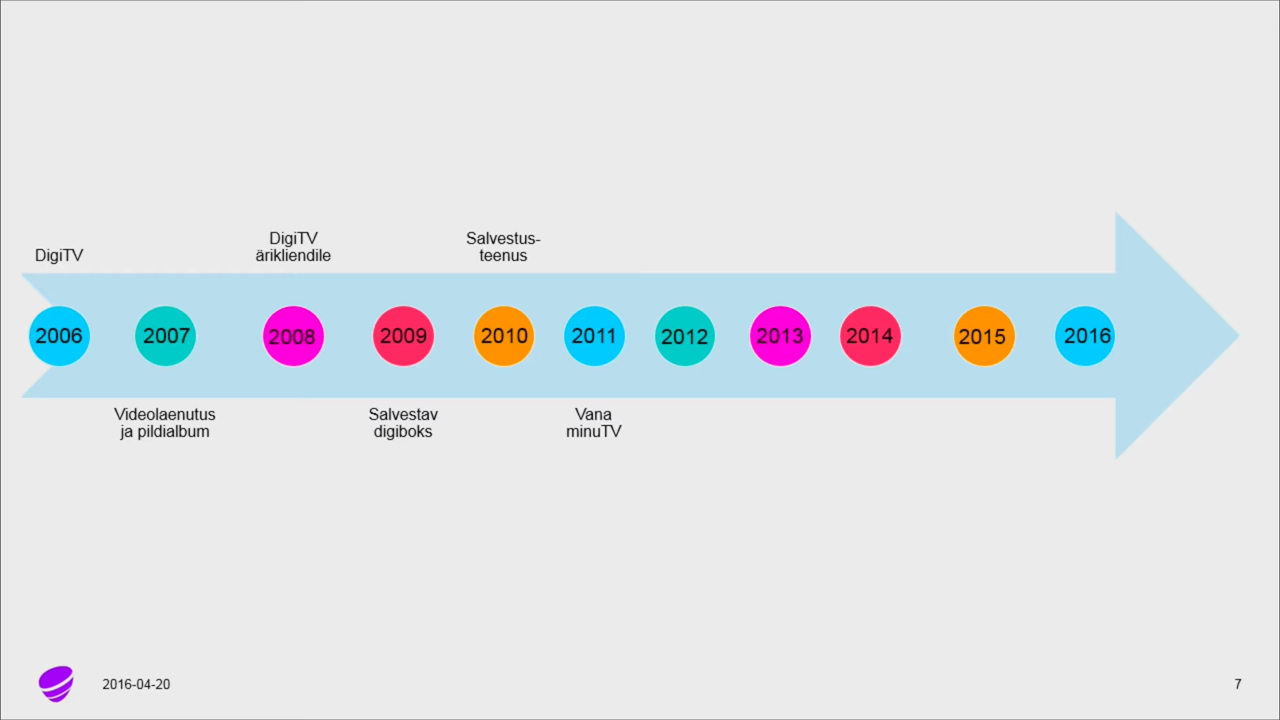 DigiTV
DigiTV
ärikliendile
Salvestus-
teenus
2006
2007
2008
2009
2010
2011
2012
2013
2014
2015
2016
Videolaenutus
ja pildialbum
Salvestav
digiboks
Vana
minuTV
2016-04-20
7